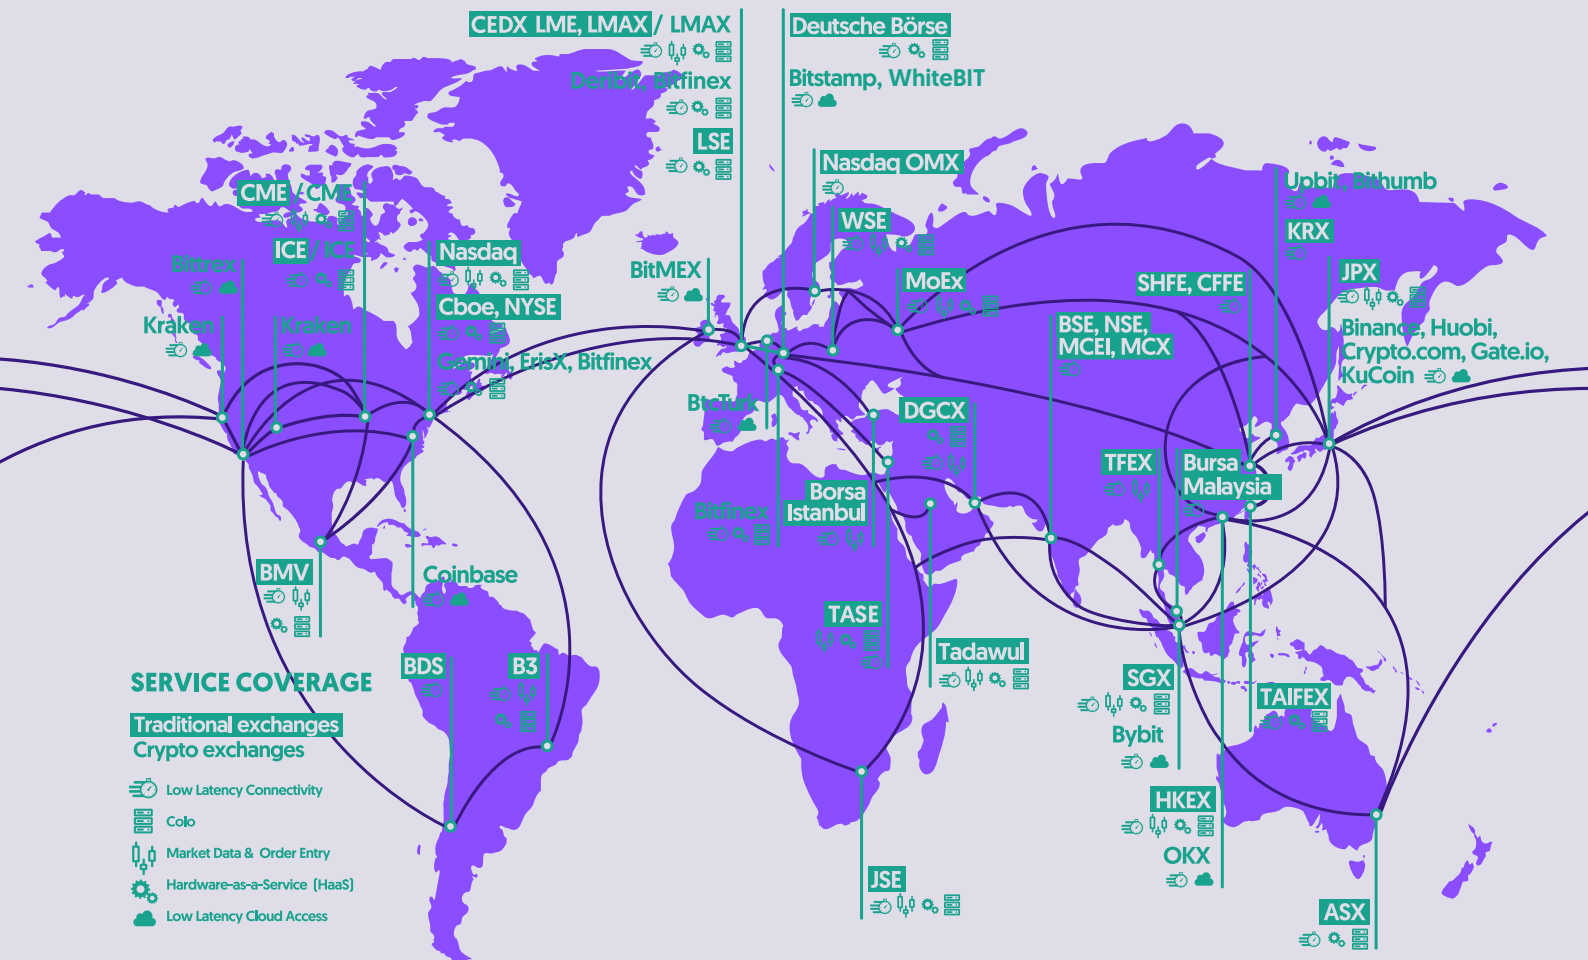 CEDX LME, LMAX / LMAX
Deribit, Bitfinex
LSE
Deutsche Börse
Bitstamp, WhiteBIT
Nasdaq OMX
WSE
MoEx
Upbit, Bithumb
KRX
SHFE, CFFE
JPX
Binance, Huobi,
Crypto.com, Gate.io,
KuCoin
CME / CME
ICE / ICE
Bittrex
Kraken
Kraken
Nasdaq
Cboe, NYSE
Gemini, ErisX, Bitfinex
BitMEX
BSE, NSE,
MCEI, MCX
BtcTurk
DGCX
TFEX
Bursa
Malaysia
Bitfinex
Borsa
Istanbul
BMV
Coinbase
TASE
Tadawul
BDS
B3
SGX
Bybit
TAIFEX
HKEX
OKX
JSE
ASX
SERVICE COVERAGE
Traditional exchanges
Crypto exchanges
Low Latency Connectivity
Colo
Market Data & Order Entry
Hardware-as-a-Service (HaaS)
Low Latency Cloud Access